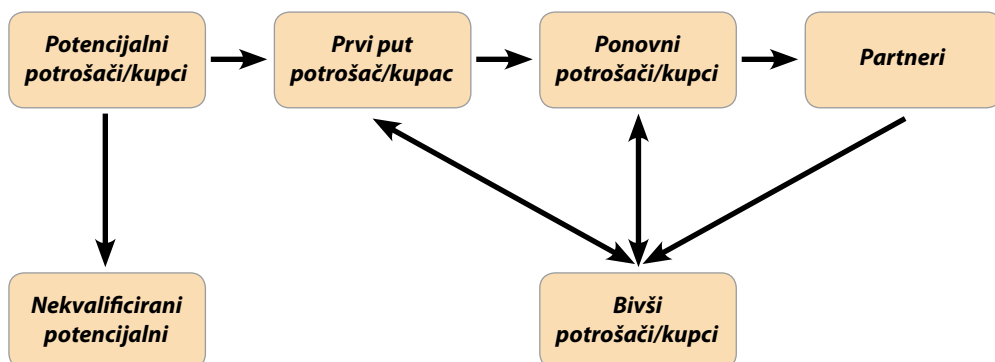 Potencijalni
potrošači/kupci
Prvi put
potrošač/kupac
Ponovni
potrošači/kupci
Partneri
Nekvalificirani
potencijalni
Bivši
potrošači/kupci